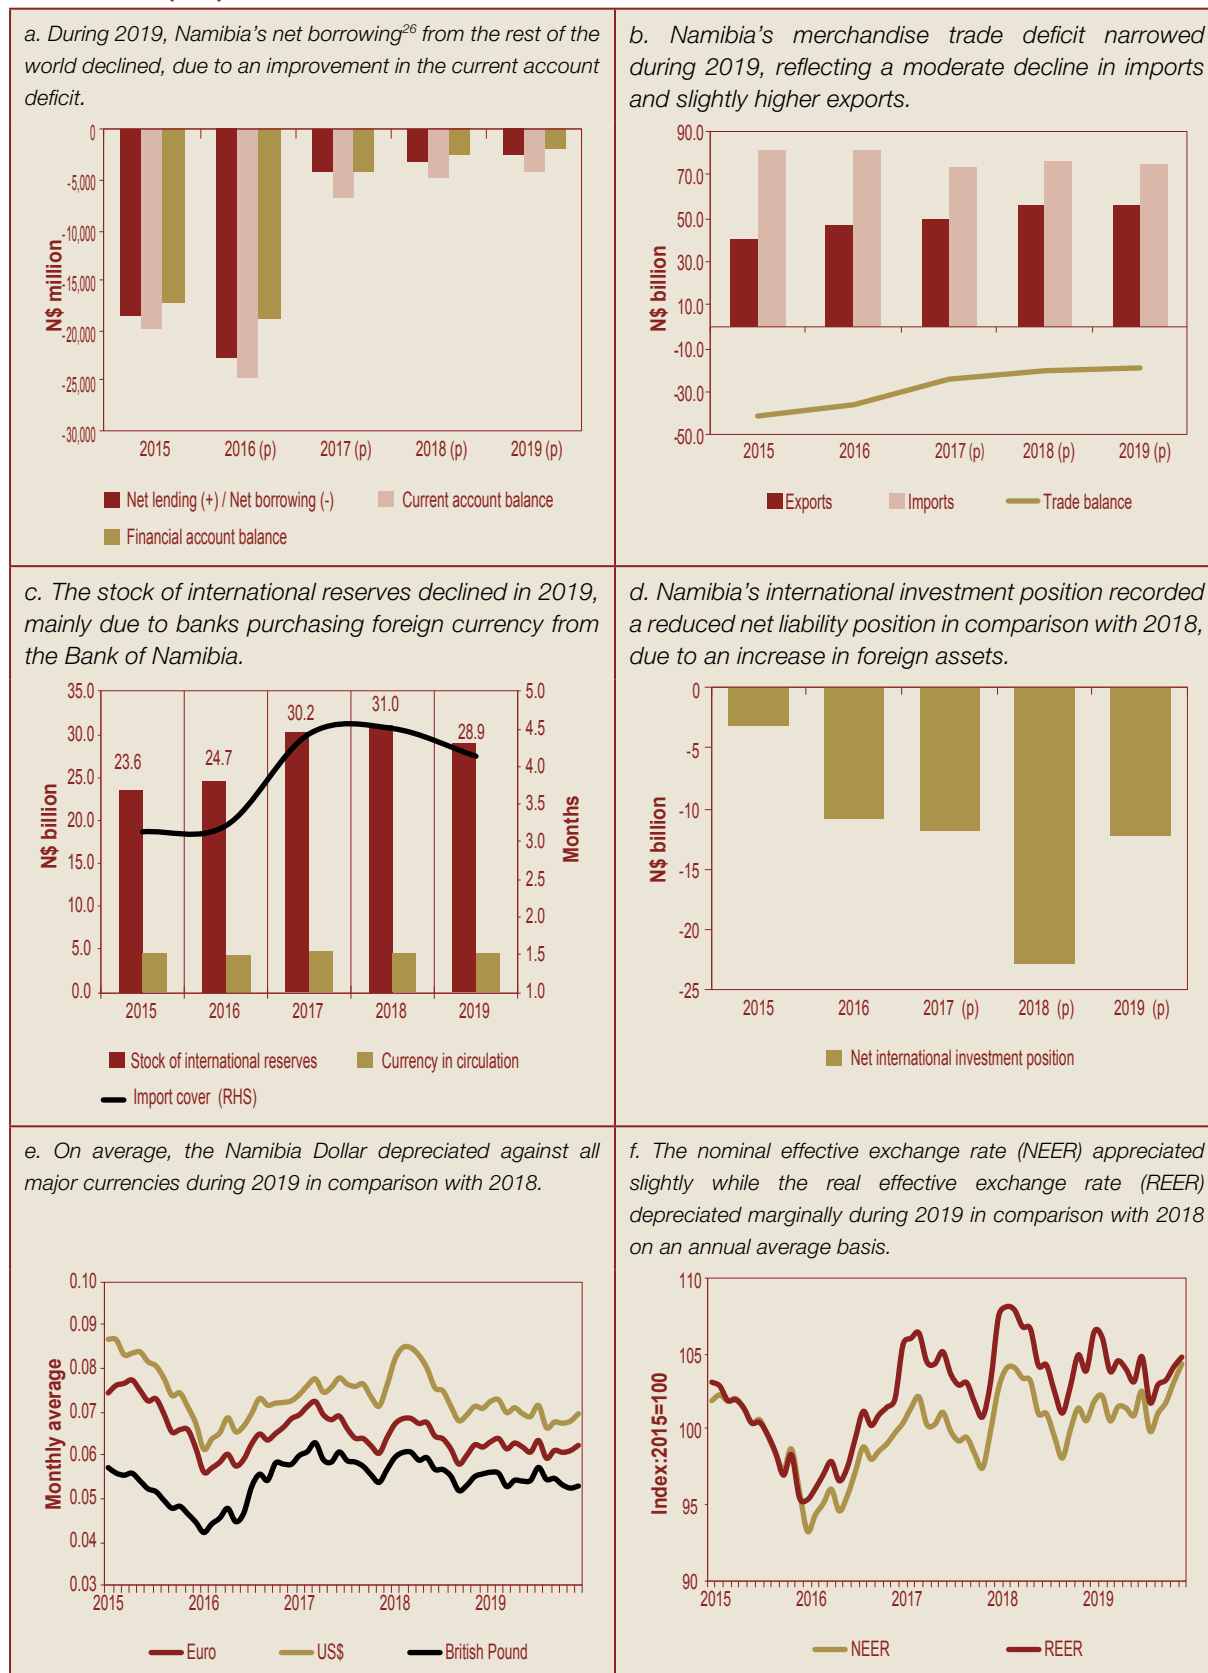 a. During 2019, Namibia's net borrowing26 from the rest of the
world declined, due to an improvement in the current account
deficit.
0
-5,000
-10,000
-15,000
-20,000
-25,000
-30,000
N$ million
2015
2016 (p)
2017 (p)
2018 (p)
2019 (p)
Net lending (+) / Net borrowing (-)
Current account balance
Financial account balance
b. Namibia's merchandise trade deficit narrowed
during 2019, reflecting a moderate decline in imports
and slightly higher exports.
90.0
70.0
50.0
30.0
10.0
-10.0
-30.0
-50.0
N$ billion
2015
2016
2017 (p)
2018 (p)
2019 (p)
Exports
Imports
Trade balance
c. The stock of international reserves declined in 2019,
mainly due to banks purchasing foreign currency from
the Bank of Namibia.
35.0
30.0
25.0
20.0
15.0
10.0
5.0
0.0
N$ billion
23.6
24.7
30.2
31.0
28.9
5.0
4.5
4.0
3.5
3.0
2.5
2.0
1.5
1.0
Months
2015
2016
2017
2018
2019
Stock of international reserves
Currency in circulation
Import cover (RHS)
d. Namibia's international investment position recorded
a reduced net liability position in comparison with 2018,
due to an increase in foreign assets.
0
-5
-10
-15
-20
-25
N$ billion
2015
2016
2017 (p)
2018 (p)
2019 (p)
Net international investment position
e. On average, the Namibia Dollar depreciated against all
major currencies during 2019 in comparison with 2018.
0.10
0.09
0.08
0.07
0.06
0.05
0.04
0.03
Monthly average
2015
2016
2017
2018
2019
Euro
US$
British Pound
f. The nominal effective exchange rate (NEER) appreciated
slightly while the real effective exchange rate (REER)
depreciated marginally during 2019 in comparison with 2018
on an annual average basis.
110
105
100
95
90
Index:2015=100
2015
2016
2017
2018
2019
NEER
REER